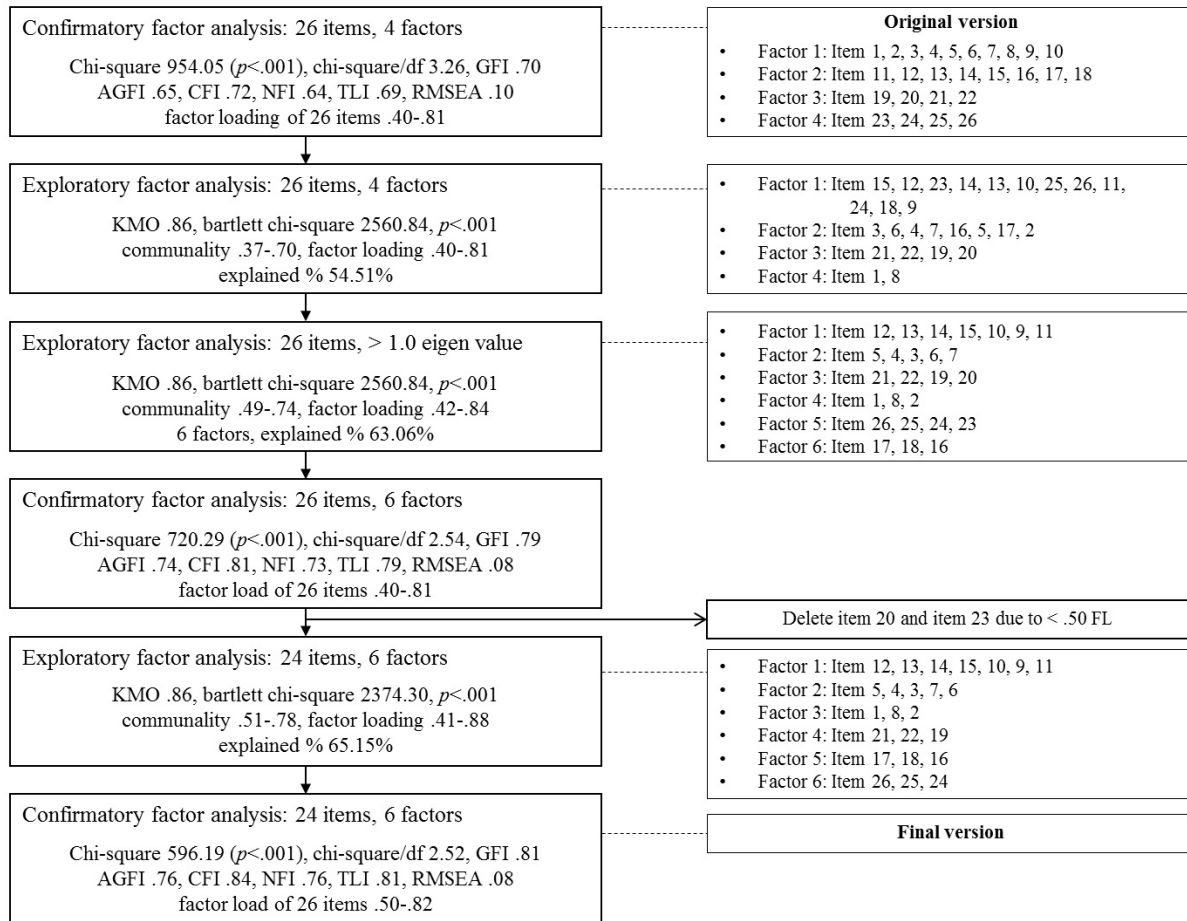 Confirmatory factor analysis: 26 items, 4 factors
Chi-square 954.05 (p<.001), chi-square/df 3.26, GFI .70
AGFI .65, CFI .72, NFI .64, TLI .69, RMSEA .10
factor loading of 26 items .40-.81
Original version
• Factor 1: Item 1, 2, 3, 4, 5, 6, 7, 8, 9, 10
• Factor 2: Item 11, 12, 13, 14, 15, 16, 17, 18
• Factor 3: Item 19, 20, 21, 22
• Factor 4: Item 23, 24, 25, 26
Exploratory factor analysis: 26 items, 4 factors
KMO .86, bartlett chi-square 2560.84, p<.001
communality .37-.70, factor loading .40-.81
explained % 54.51%
• Factor 1: Item 15, 12, 23, 14, 13, 10, 25, 26, 11,
24, 18, 9
• Factor 2: Item 3, 6, 4, 7, 16, 5, 17, 2
• Factor 3: Item 21, 22, 19, 20
• Factor 4: Item 1, 8
Exploratory factor analysis: 26 items, > 1.0 eigen value
KMO .86, bartlett chi-square 2560.84, p<.001
communality .49-.74, factor loading .42-.84
6 factors, explained % 63.06%
• Factor 1: Item 12, 13, 14, 15, 10, 9, 11
• Factor 2: Item 5, 4, 3, 6, 7
• Factor 3: Item 21, 22, 19, 20
• Factor 4: Item 1, 8, 2
• Factor 5: Item 26, 25, 24, 23
• Factor 6: Item 17, 18, 16
Confirmatory factor analysis: 26 items, 6 factors
Chi-square 720.29 (p<.001), chi-square/df 2.54, GFI .79
AGFI .74, CFI .81, NFI .73, TLI .79, RMSEA .08
factor load of 26 items .40-.81
Delete item 20 and item 23 due to < .50 FL
Exploratory factor analysis: 24 items, 6 factors
KMO .86, bartlett chi-square 2374.30, p<.001
communality .51-.78, factor loading .41-.88
explained % 65.15%
• Factor 1: Item 12, 13, 14, 15, 10, 9, 11
• Factor 2: Item 5, 4, 3, 7, 6
• Factor 3: Item 1, 8, 2
• Factor 4: Item 21, 22, 19
• Factor 5: Item 17, 18, 16
• Factor 6: Item 26, 25, 24
Confirmatory factor analysis: 24 items, 6 factors
Chi-square 596.19 (p<.001), chi-square/df 2.52, GFI .81
AGFI .76, CFI .84, NFI .76, TLI .81, RMSEA .08
factor load of 26 items .50-.82
Final version